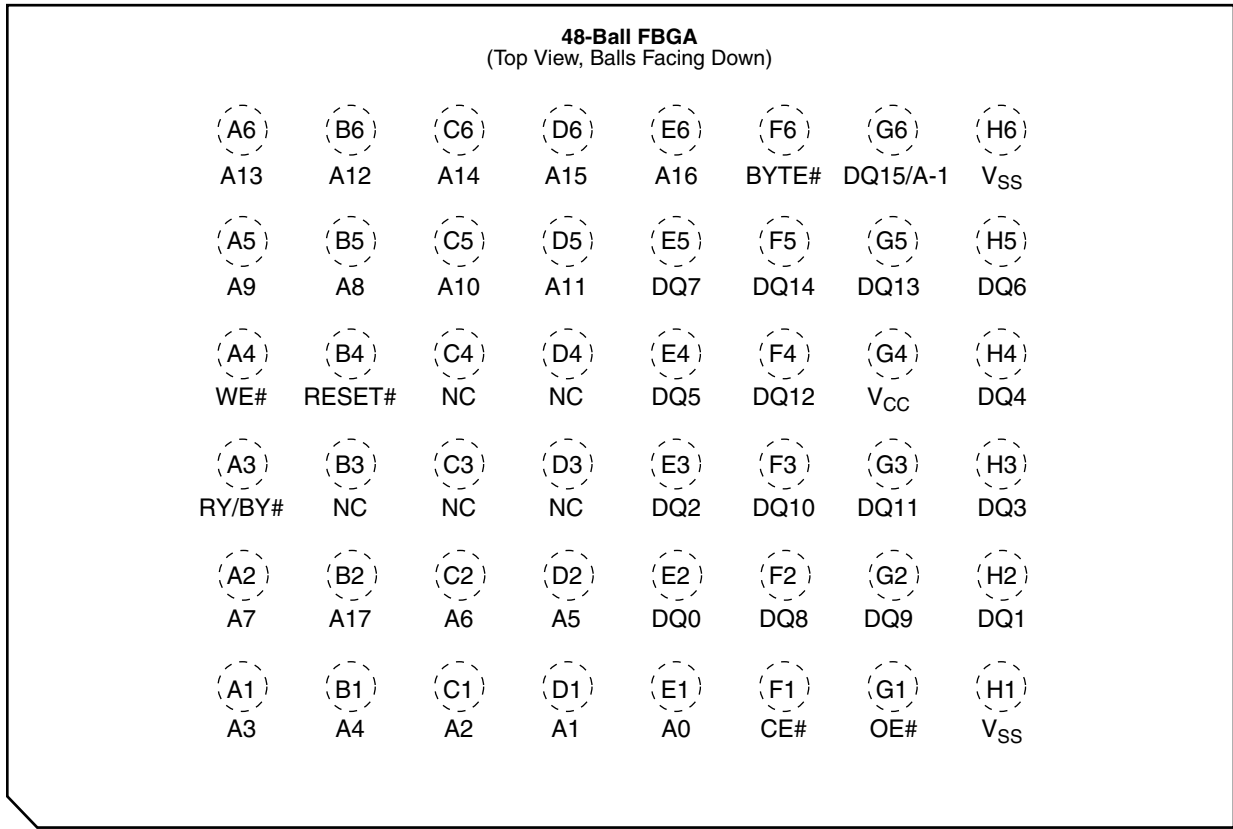 48-Ball FBGA
(Top View, Balls Facing Down)
A6 B6 C6 D6 E6 F6 G6 H6
A13 A12 A14 A15 A16 BYTE# DQ15/A-1 VSS
A5 B5 C5 D5 E5 F5 G5 H5
A9 A8 A10 A11 DQ7 DQ14 DQ13 DQ6
A4 B4 C4 D4 E4 F4 G4 H4
WE# RESET# NC NC DQ5 DQ12 VCC DQ4
A3 B3 C3 D3 E3 F3 G3 H3
RY/BY# NC NC NC DQ2 DQ10 DQ11 DQ3
A2 B2 C2 D2 E2 F2 G2 H2
A7 A17 A6 A5 DQ0 DQ8 DQ9 DQ1
A1 B1 C1 D1 E1 F1 G1 H1
A3 A4 A2 A1 A0 CE# OE# VSS